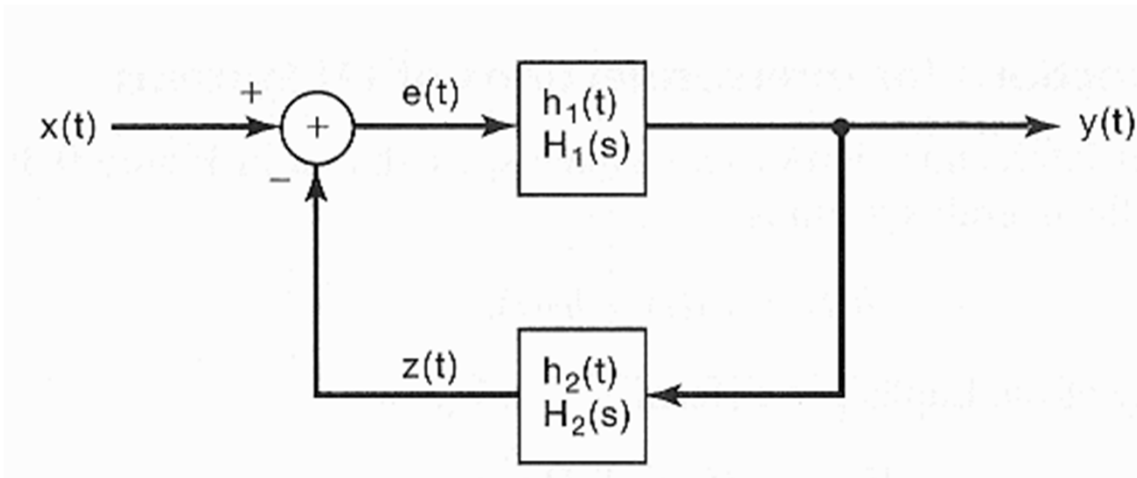 +
x(t)
+
e(t)
h₁(t)
H₁(s)
y(t)
−
z(t)
h₂(t)
H₂(s)